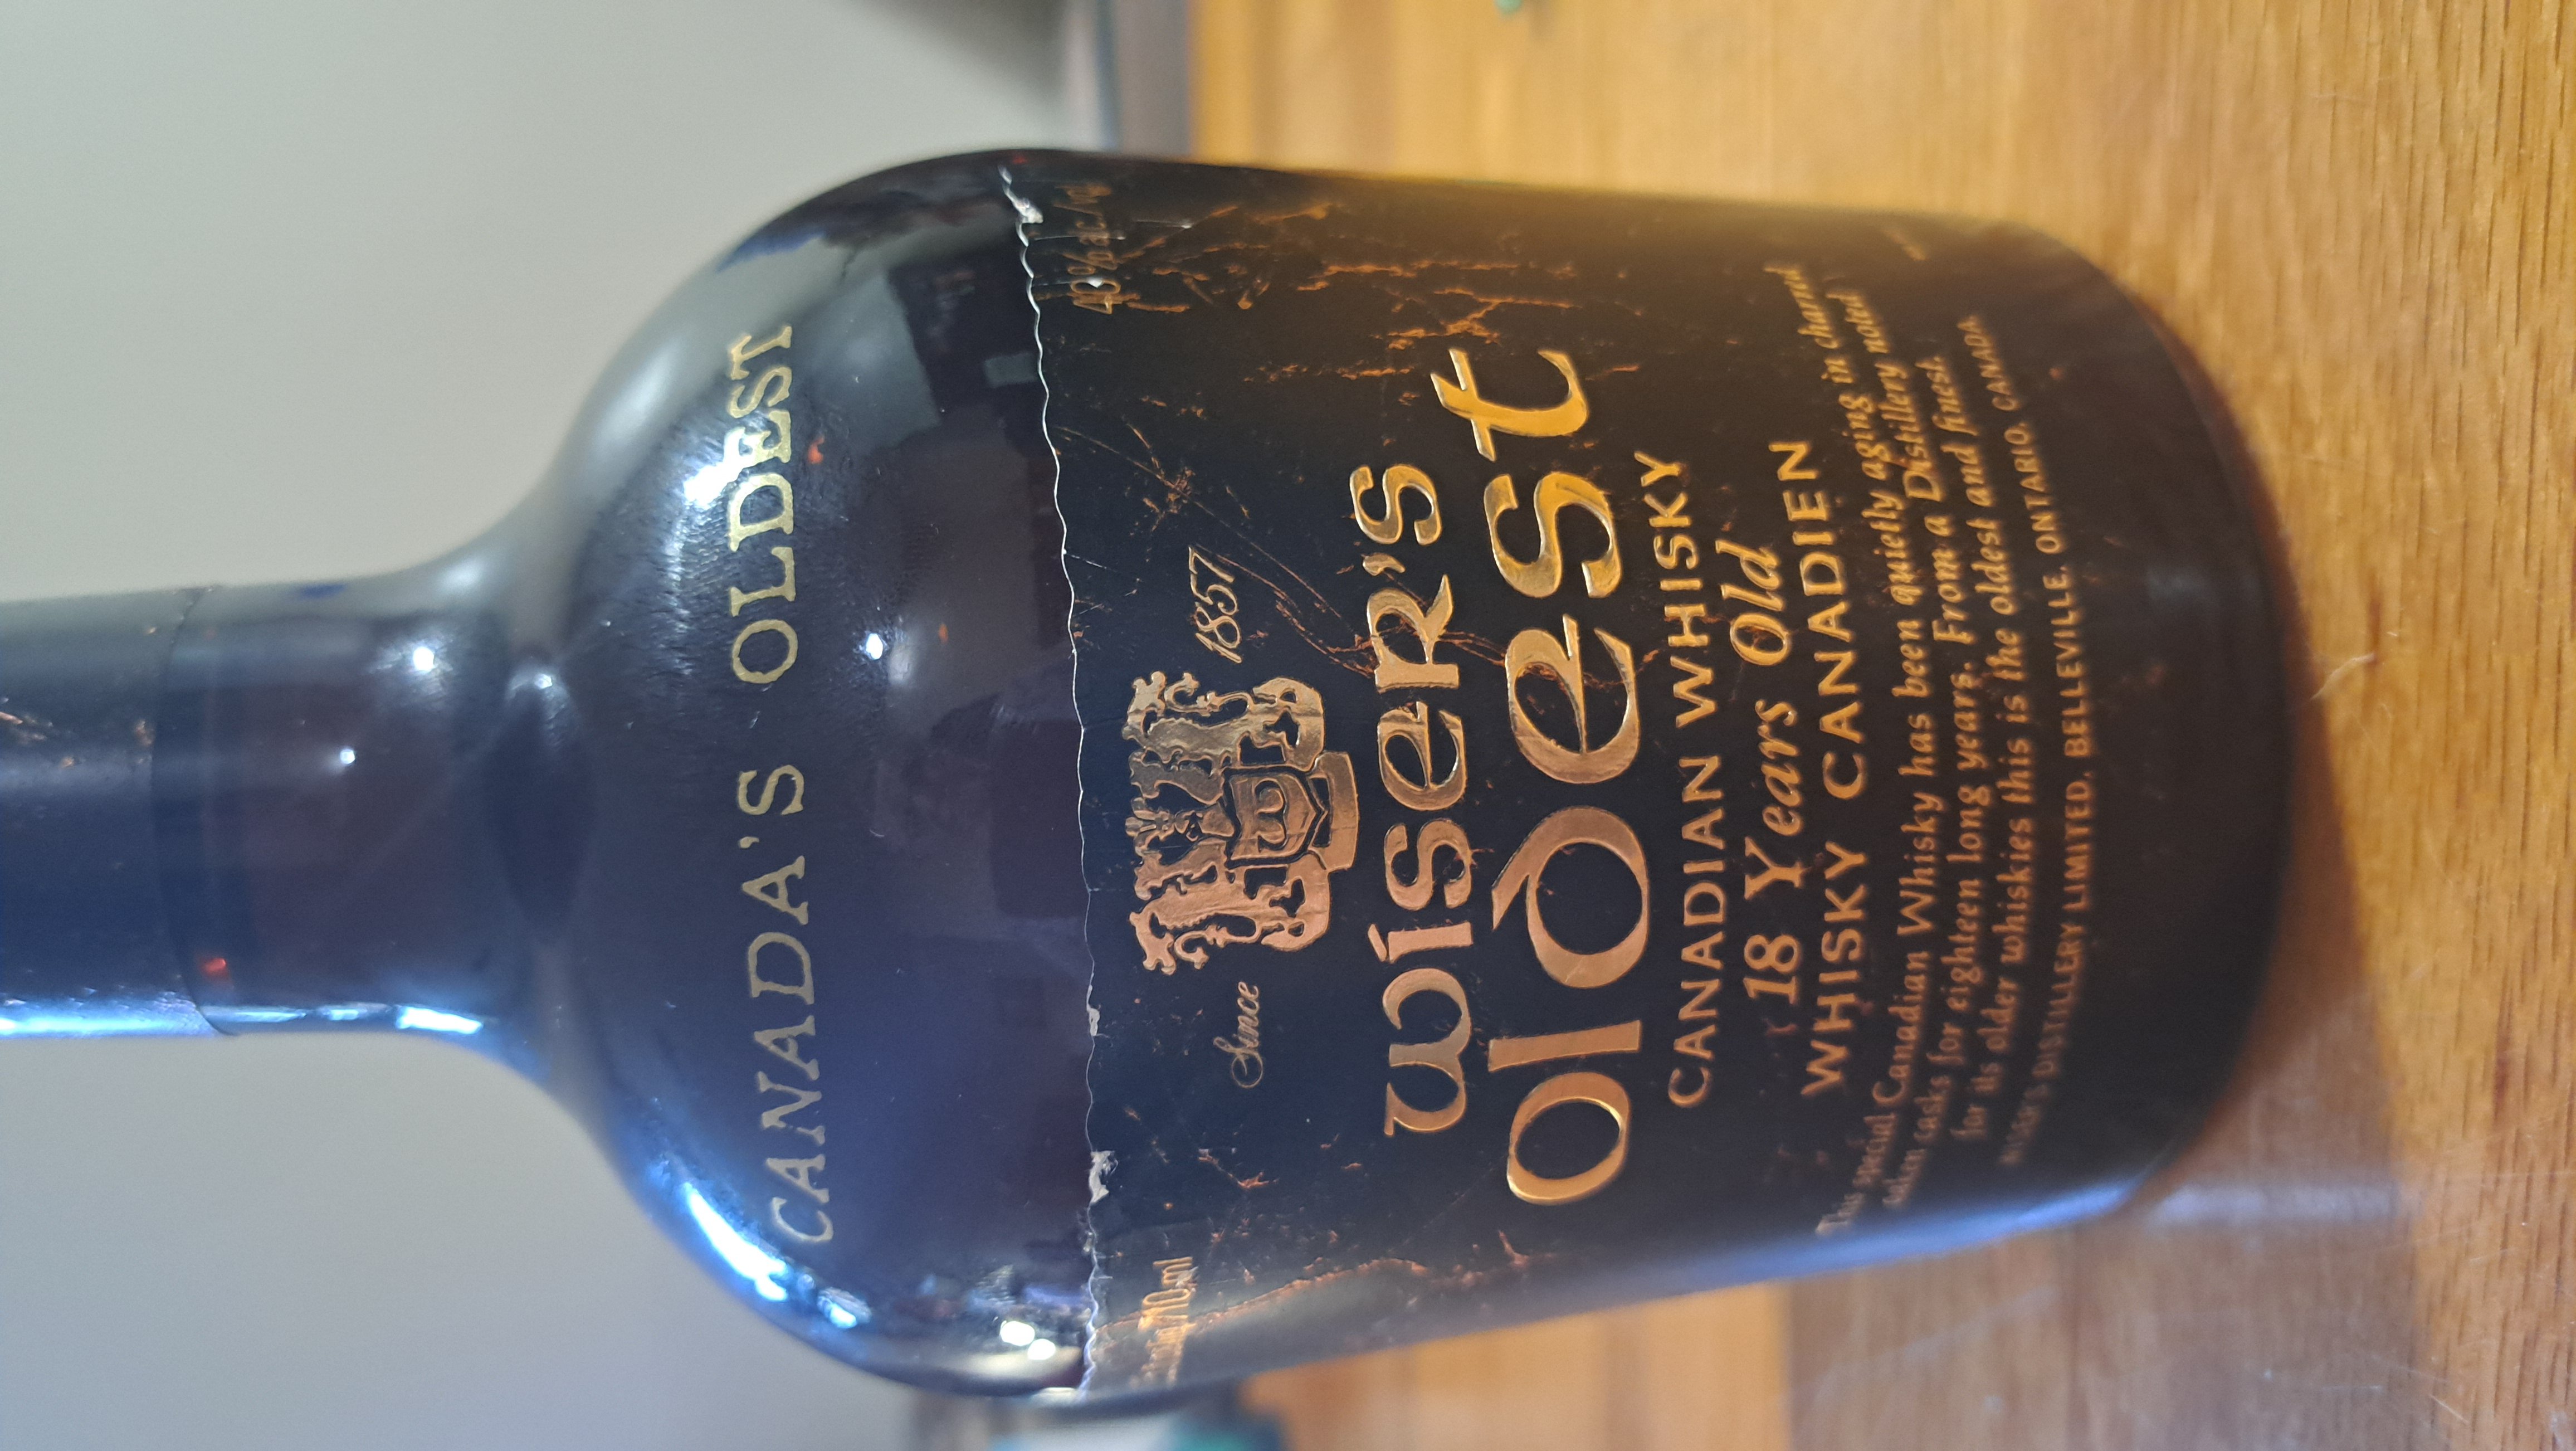 CANADA'S OLDEST
710ml
40%
Since 1857
wiser's
oldest
CANADIAN WHISKY
18 Years Old
WHISKY CANADIEN
This special Canadian Whisky has been quietly aging in charred
oaken casks for eighteen long years. From a Distillery noted
for its older whiskies this is the oldest and finest.
DISTILLERY LIMITED, BELLEVILLE, ONTARIO, CANADA